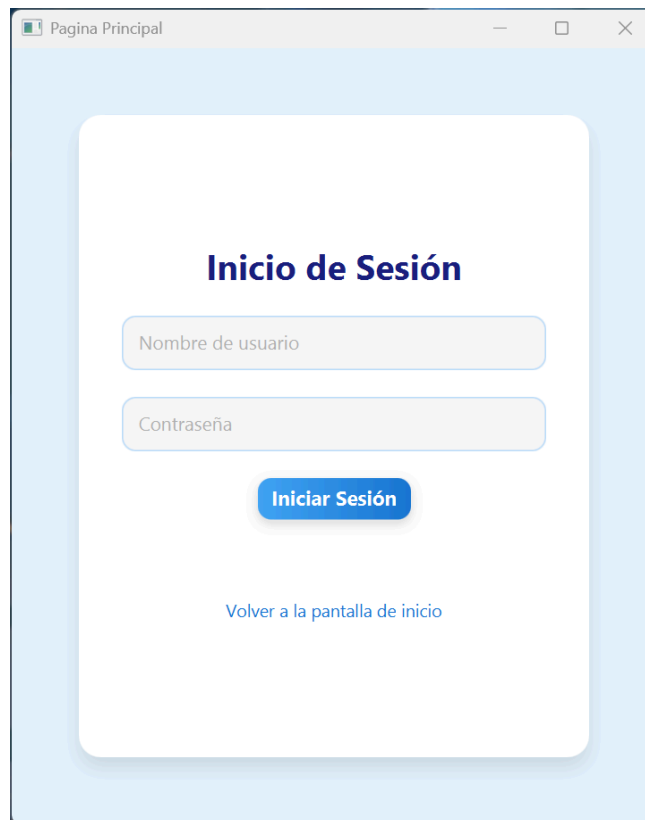 Pagina Principal
Inicio de Sesión
Nombre de usuario
Contraseña
Iniciar Sesión
Volver a la pantalla de inicio